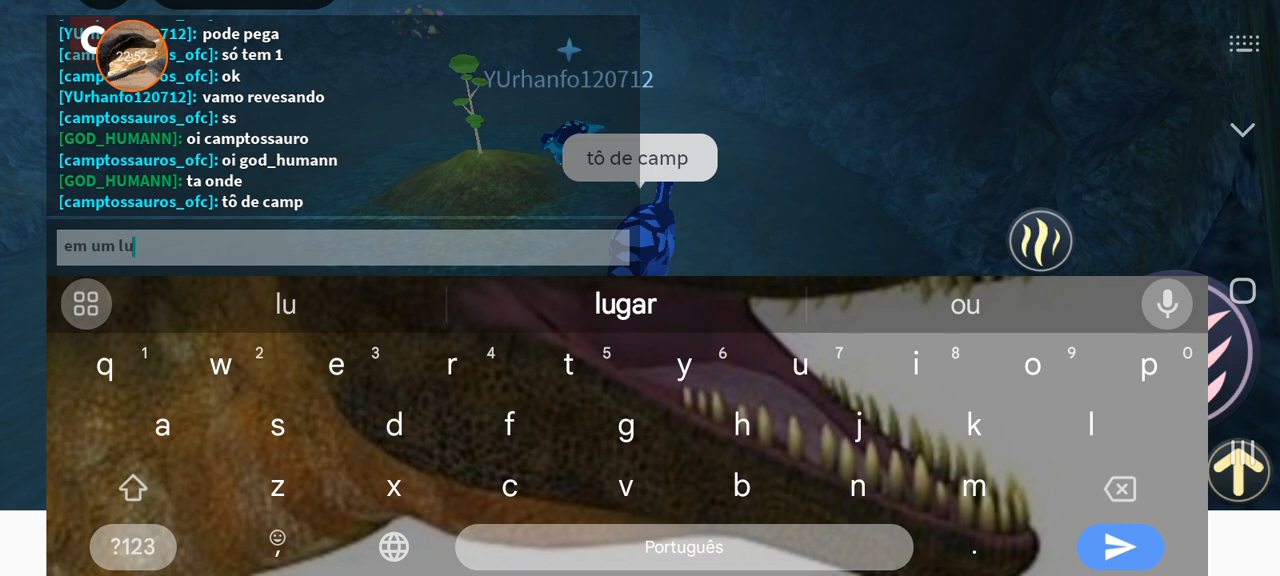 [YUrhanfo120712]: pode pega
[camptossauros_ofc]: só tem 1
22:52
[camptossauros_ofc]: ok
YUrhanfo120712
[YUrhanfo120712]: vamo revesando
[camptossauros_ofc]: ss
[GOD_HUMANN]: oi camptossauro
[camptossauros_ofc]: oi god_humann
tô de camp
[GOD_HUMANN]: ta onde
[camptossauros_ofc]: tô de camp
em um lu
lu lugar ou
q 1 w 2 e 3 r 4 t 5 y 6 u 7 i 8 o 9 p 0
a s d f g h j k l
z x c v b n m
?123 , Português .